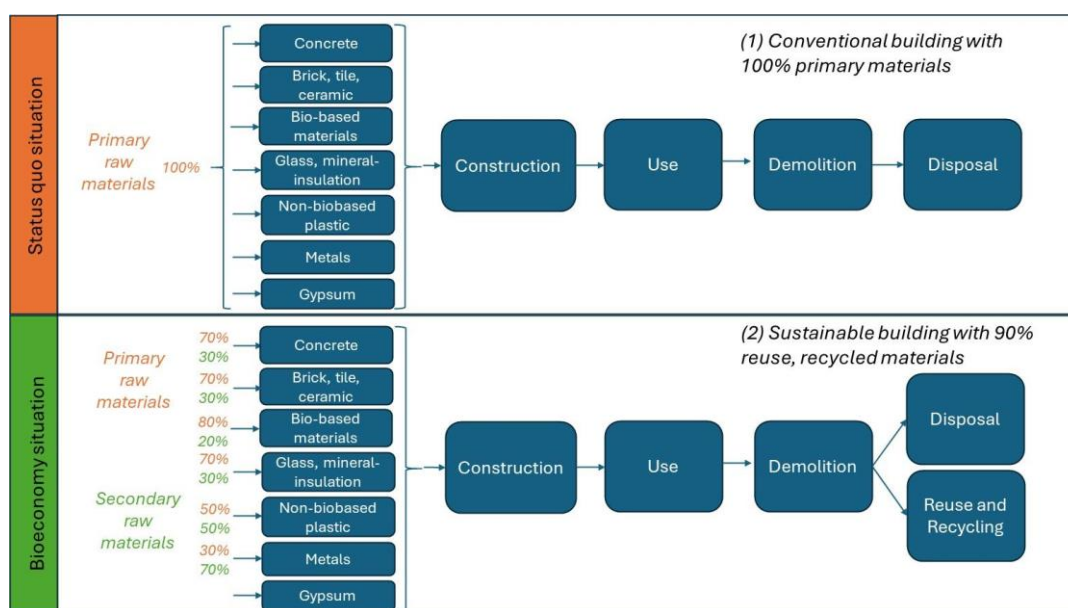 Status quo situation
Primary
raw
materials
100%
Concrete
Brick, tile,
ceramic
Bio-based
materials
Glass, mineral-
insulation
Non-biobased
plastic
Metals
Gypsum
(1) Conventional building with
100% primary materials
Construction
Use
Demolition
Disposal
Bioeconomy situation
Primary
raw
materials
Secondary
raw
materials
70%
30%
Concrete
70%
30%
Brick, tile,
ceramic
80%
20%
Bio-based
materials
70%
30%
Glass, mineral-
insulation
50%
50%
Non-biobased
plastic
30%
70%
Metals
Gypsum
(2) Sustainable building with 90%
reuse, recycled materials
Construction
Use
Demolition
Disposal
Reuse and
Recycling